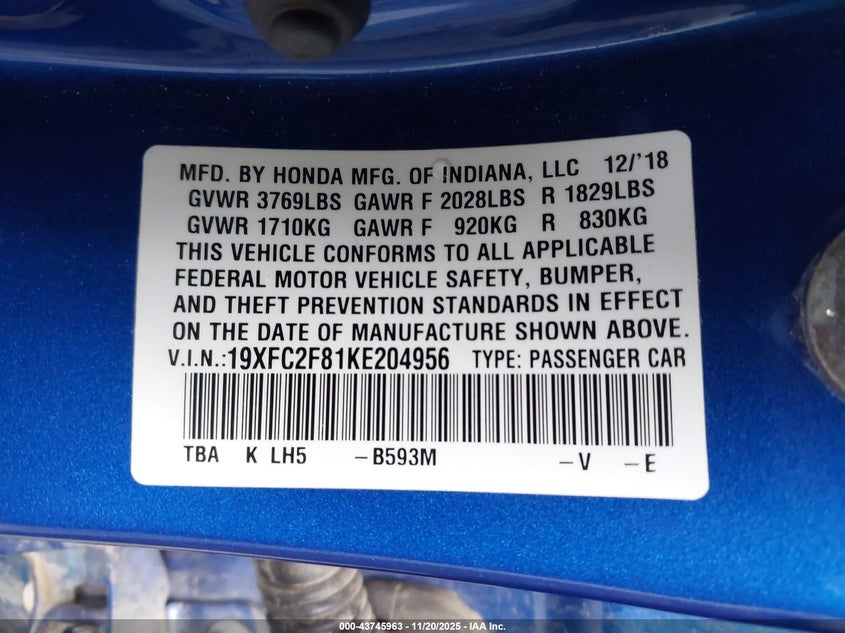 MFD. BY HONDA MFG. OF INDIANA, LLC 12/'18
GVWR 3769LBS GAWR F 2028LBS R 1829LBS
GVWR 1710KG GAWR F 920KG R 830KG
THIS VEHICLE CONFORMS TO ALL APPLICABLE
FEDERAL MOTOR VEHICLE SAFETY, BUMPER,
AND THEFT PREVENTION STANDARDS IN EFFECT
ON THE DATE OF MANUFACTURE SHOWN ABOVE.
V.I.N.:19XFC2F81KE204956 TYPE: PASSENGER CAR
TBA K LH5 -B593M -V -E
000-43745963 | 11/20/2025 - IAA Inc.